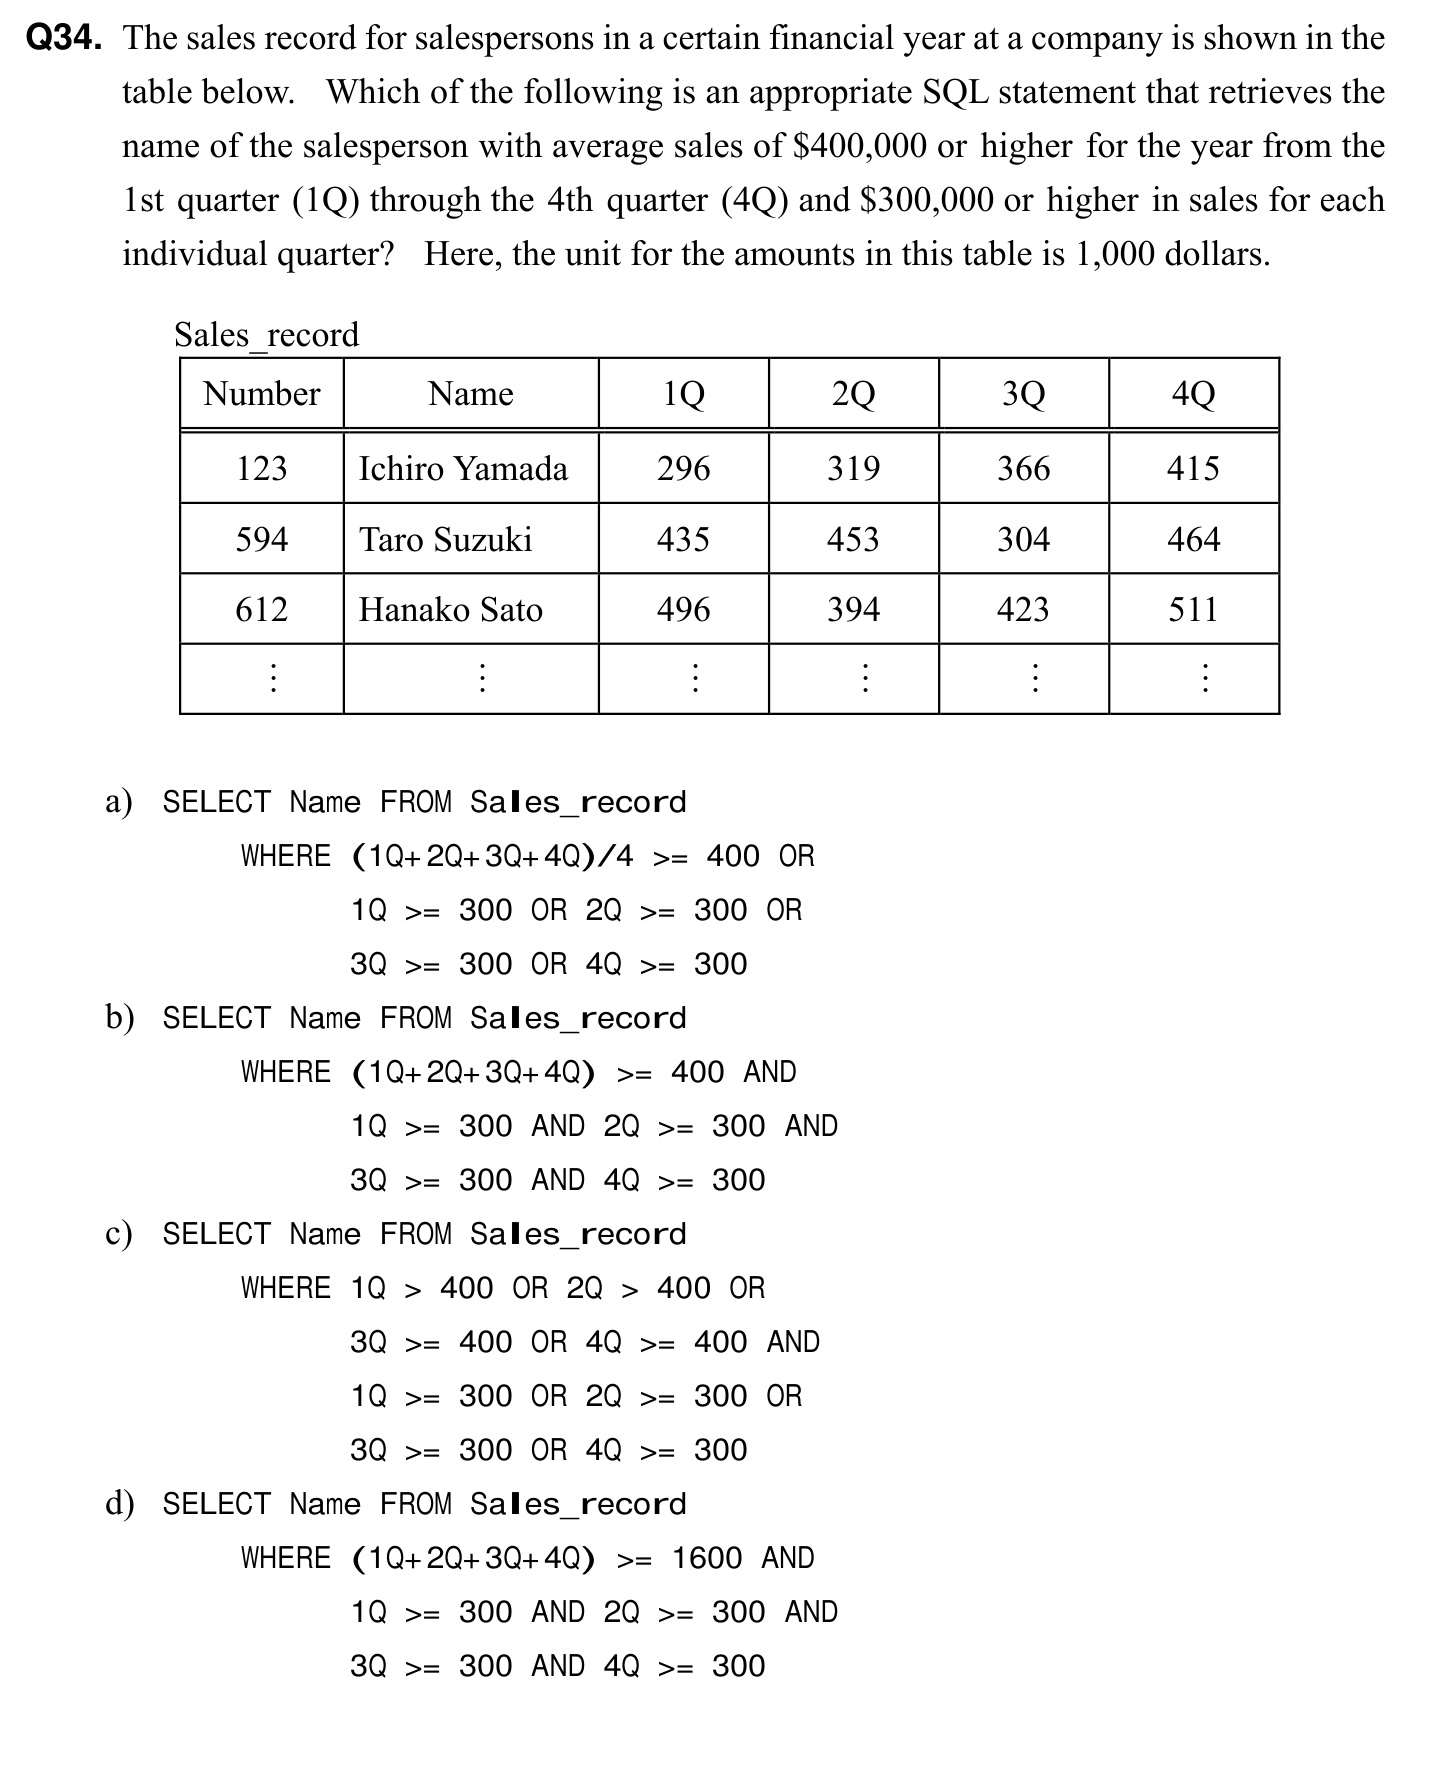 Q34. The sales record for salespersons in a certain financial year at a company is shown in the
table below. Which of the following is an appropriate SQL statement that retrieves the
name of the salesperson with average sales of $400,000 or higher for the year from the
1st quarter (1Q) through the 4th quarter (4Q) and $300,000 or higher in sales for each
individual quarter? Here, the unit for the amounts in this table is 1,000 dollars.
Sales_record
Number Name 1Q 2Q 3Q 4Q
123 Ichiro Yamada 296 319 366 415
594 Taro Suzuki 435 453 304 464
612 Hanako Sato 496 394 423 511
⋮ ⋮ ⋮ ⋮ ⋮ ⋮
a) SELECT Name FROM Sales_record
WHERE (1Q+2Q+3Q+4Q)/4 >= 400 OR
1Q >= 300 OR 2Q >= 300 OR
3Q >= 300 OR 4Q >= 300
b) SELECT Name FROM Sales_record
WHERE (1Q+2Q+3Q+4Q) >= 400 AND
1Q >= 300 AND 2Q >= 300 AND
3Q >= 300 AND 4Q >= 300
c) SELECT Name FROM Sales_record
WHERE 1Q > 400 OR 2Q > 400 OR
3Q >= 400 OR 4Q >= 400 AND
1Q >= 300 OR 2Q >= 300 OR
3Q >= 300 OR 4Q >= 300
d) SELECT Name FROM Sales_record
WHERE (1Q+2Q+3Q+4Q) >= 1600 AND
1Q >= 300 AND 2Q >= 300 AND
3Q >= 300 AND 4Q >= 300